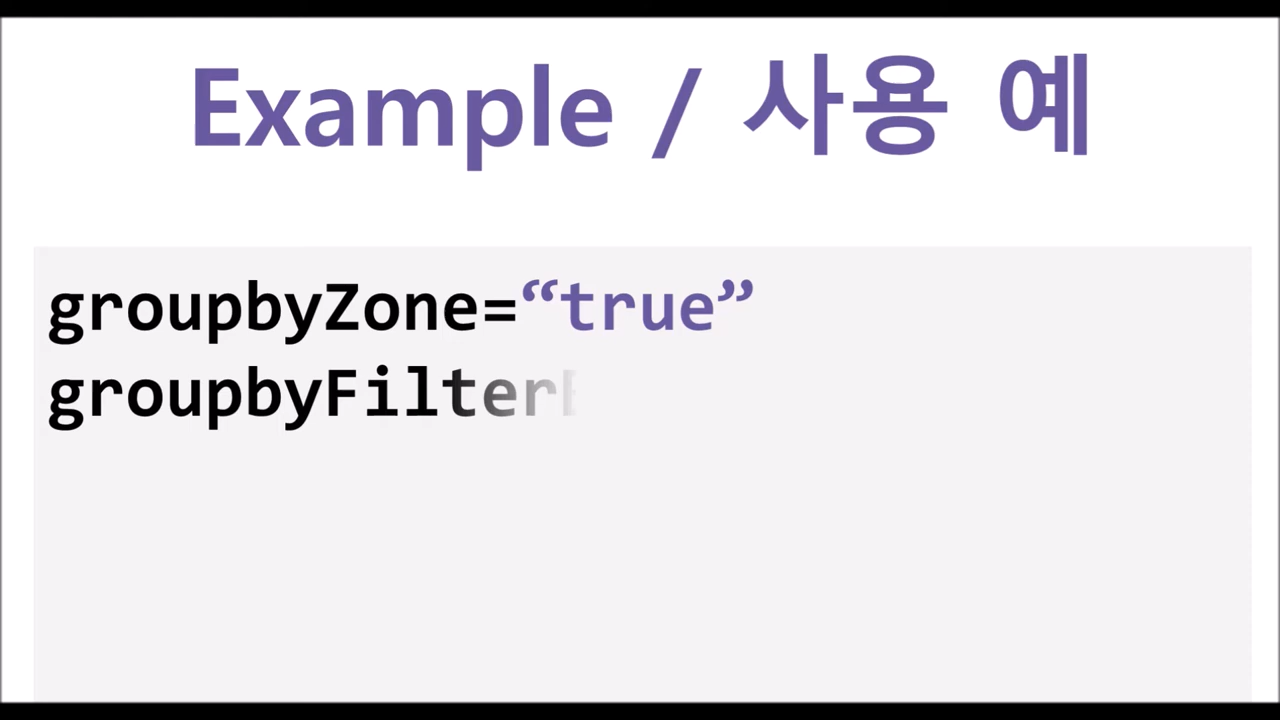 Example / 사용 예
groupbyZone=“true”
groupbyFilter